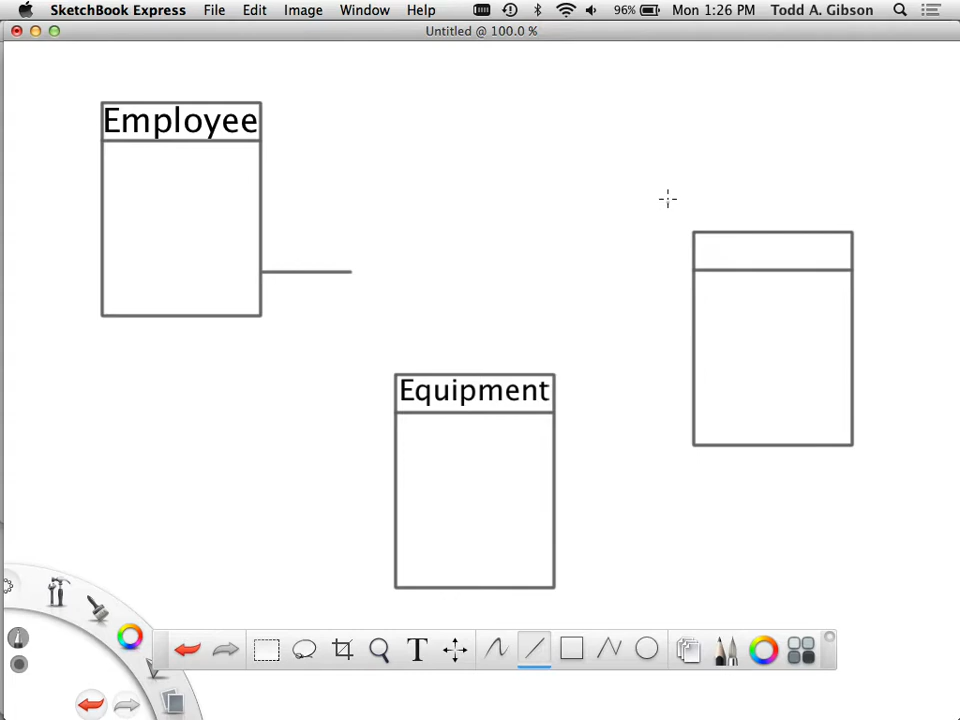 SketchBook Express File Edit Image Window Help 96% Mon 1:26 PM Todd A. Gibson
Untitled @ 100.0 %
Employee
Equipment
T